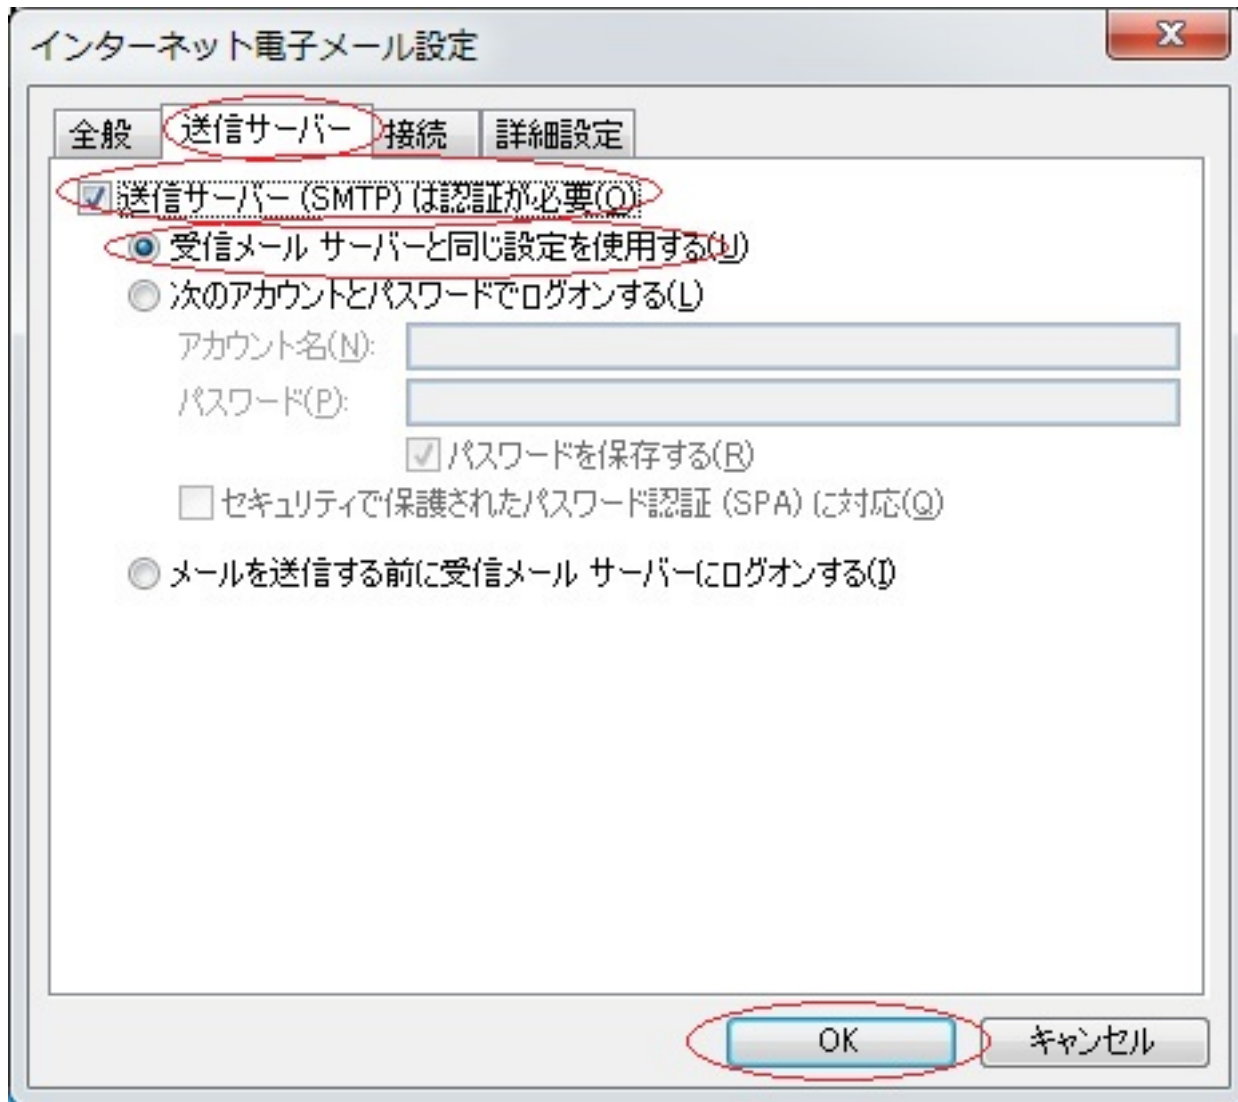 インターネット電子メール設定
全般 送信サーバー 接続 詳細設定
送信サーバー (SMTP) は認証が必要(O)
受信メール サーバーと同じ設定を使用する(U)
次のアカウントとパスワードでログオンする(L)
アカウント名(N):
パスワード(P):
パスワードを保存する(R)
セキュリティで保護されたパスワード認証 (SPA) に対応(Q)
メールを送信する前に受信メール サーバーにログオンする(I)
OK キャンセル